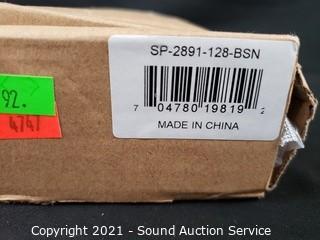 SP-2891-128-BSN
92.
4747
7 04780 19819 2
MADE IN CHINA
Copyright 2021 - Sound Auction Service